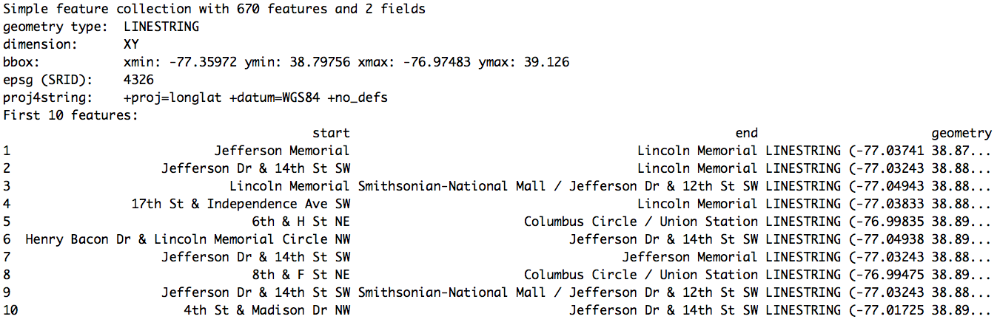 Simple feature collection with 670 features and 2 fields
geometry type:  LINESTRING
dimension:      XY
bbox:           xmin: -77.35972 ymin: 38.79756 xmax: -76.97483 ymax: 39.126
epsg (SRID):    4326
proj4string:    +proj=longlat +datum=WGS84 +no_defs
First 10 features:
                                       start                                                  end                       geometry
1                          Jefferson Memorial                                     Lincoln Memorial LINESTRING (-77.03741 38.87...
2                    Jefferson Dr & 14th St SW                                     Lincoln Memorial LINESTRING (-77.03243 38.88...
3                            Lincoln Memorial Smithsonian-National Mall / Jefferson Dr & 12th St SW LINESTRING (-77.04943 38.88...
4                17th St & Independence Ave SW                                     Lincoln Memorial LINESTRING (-77.03833 38.88...
5                                6th & H St NE                      Columbus Circle / Union Station LINESTRING (-76.99835 38.89...
6  Henry Bacon Dr & Lincoln Memorial Circle NW                            Jefferson Dr & 14th St SW LINESTRING (-77.04938 38.89...
7                    Jefferson Dr & 14th St SW                                   Jefferson Memorial LINESTRING (-77.03243 38.88...
8                                8th & F St NE                      Columbus Circle / Union Station LINESTRING (-76.99475 38.89...
9                    Jefferson Dr & 14th St SW Smithsonian-National Mall / Jefferson Dr & 12th St SW LINESTRING (-77.03243 38.88...
10                      4th St & Madison Dr NW                            Jefferson Dr & 14th St SW LINESTRING (-77.01725 38.89...